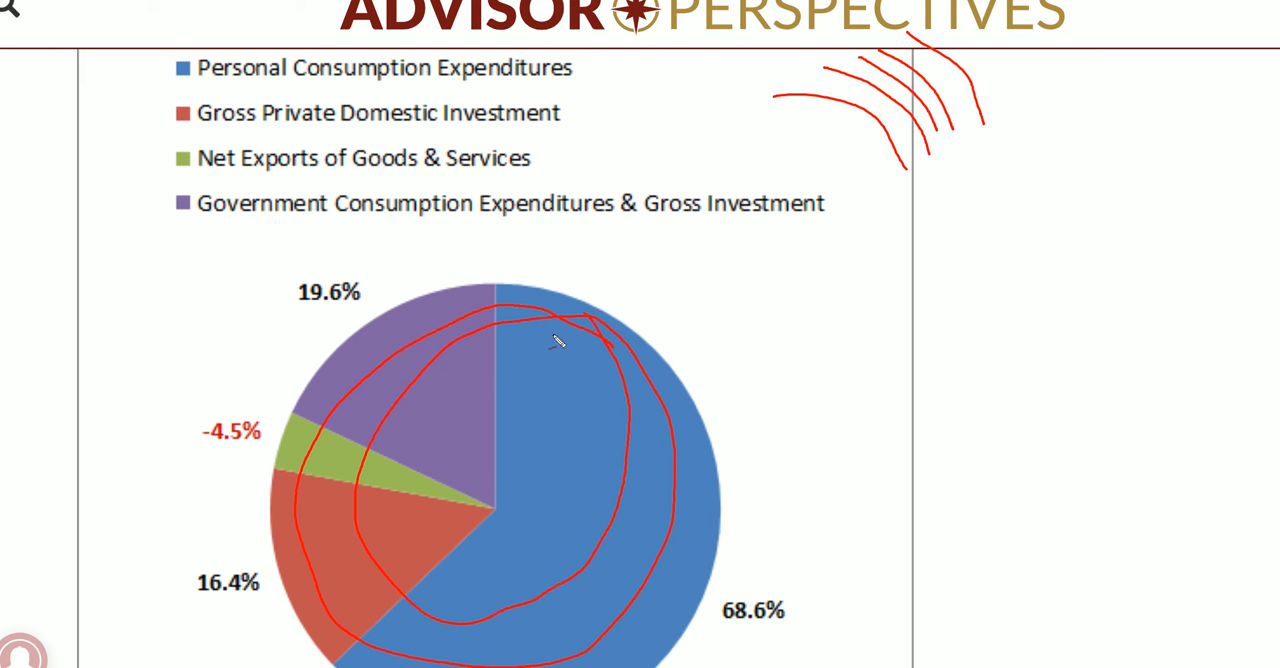 ADVISOR PERSPECTIVES
Personal Consumption Expenditures
Gross Private Domestic Investment
Net Exports of Goods & Services
Government Consumption Expenditures & Gross Investment
19.6%
-4.5%
16.4%
68.6%